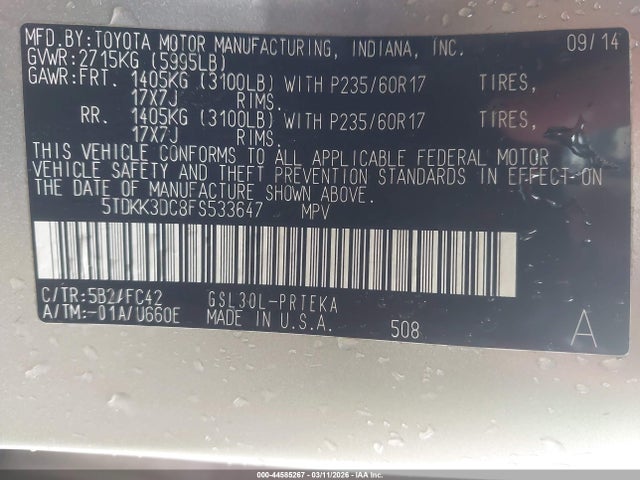 MFD.BY:TOYOTA MOTOR MANUFACTURING, INDIANA, INC. 09/14
GVWR:2715KG (5995LB)
GAWR:FRT. 1405KG (3100LB) WITH P235/60R17 TIRES,
17X7J RIMS.
RR. 1405KG (3100LB) WITH P235/60R17 TIRES,
17X7J RIMS.
THIS VEHICLE CONFORMS TO ALL APPLICABLE FEDERAL MOTOR
VEHICLE SAFETY AND THEFT PREVENTION STANDARDS IN EFFECT ON
THE DATE OF MANUFACTURE SHOWN ABOVE.
5TDKK3DC8FS533647 MPV
C/TR:5B2/FC42 GSL30L-PRTEKA
A/TM:-01A/U660E MADE IN U.S.A. 508 A
000-44585267 - 03/11/2026 - IAAI.COM